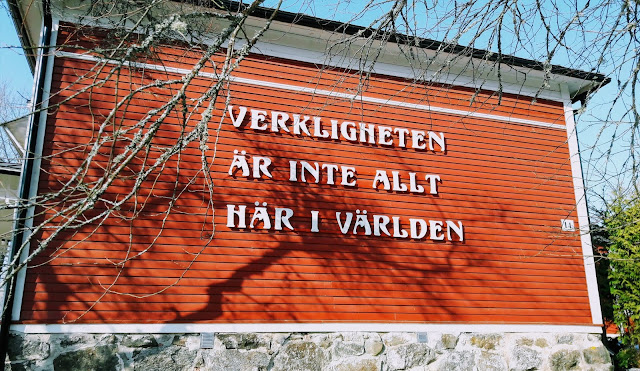 VERKLIGHETEN
ÄR INTE ALLT
HÄR I VÄRLDEN